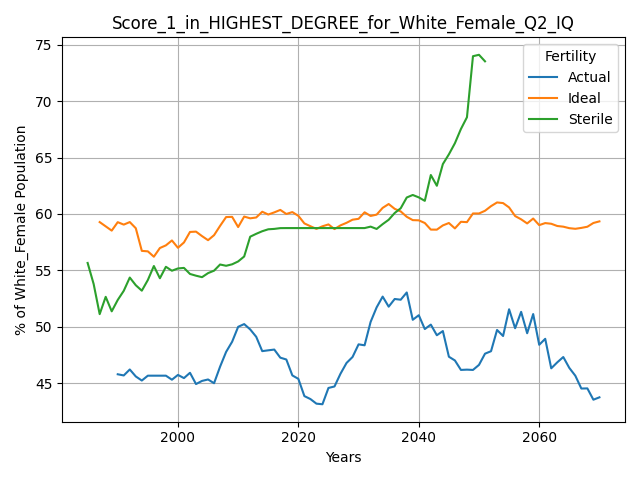 Score_1_in_HIGHEST_DEGREE_for_White_Female_Q2_IQ
Fertility
Actual
Ideal
Sterile
% of White_Female Population
75
70
65
60
55
50
45
2000
2020
2040
2060
Years